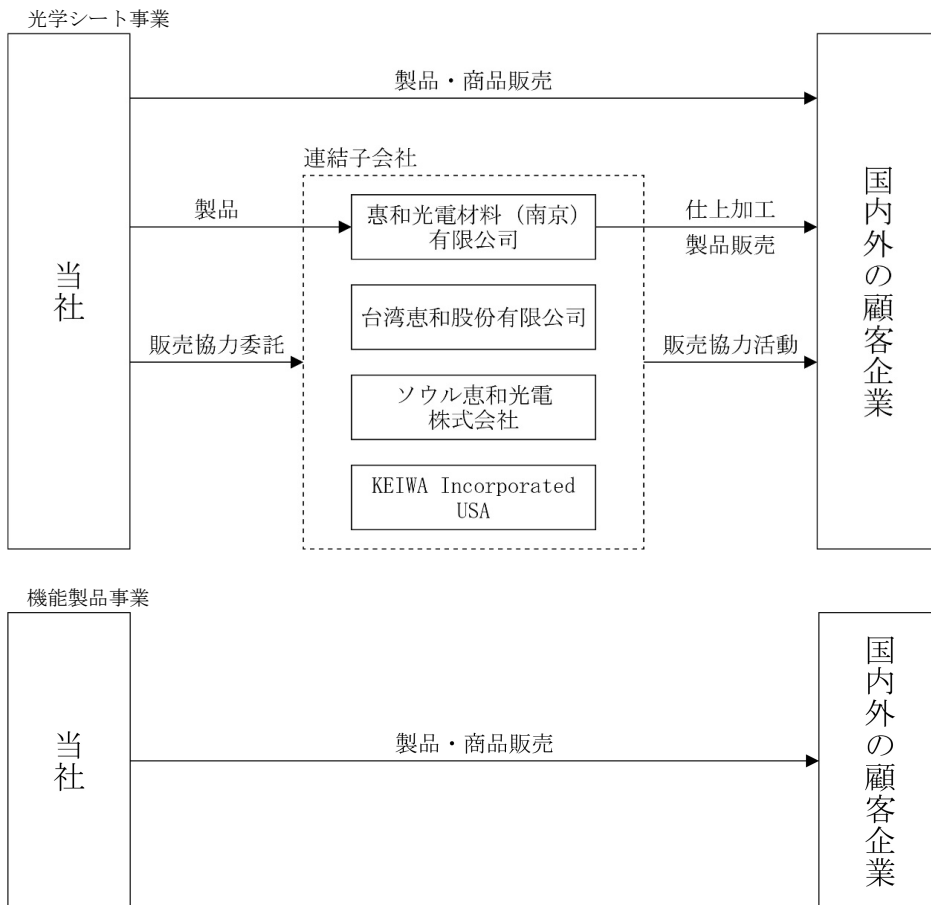 光学シート事業
製品・商品販売
連結子会社
製品
恵和光電材料（南京）
有限公司
仕上加工
製品販売
当社
台湾恵和股份有限公司
販売協力委託
販売協力活動
ソウル恵和光電
株式会社
KEIWA Incorporated
USA
国内外の顧客企業
機能製品事業
当社
製品・商品販売
国内外の顧客企業